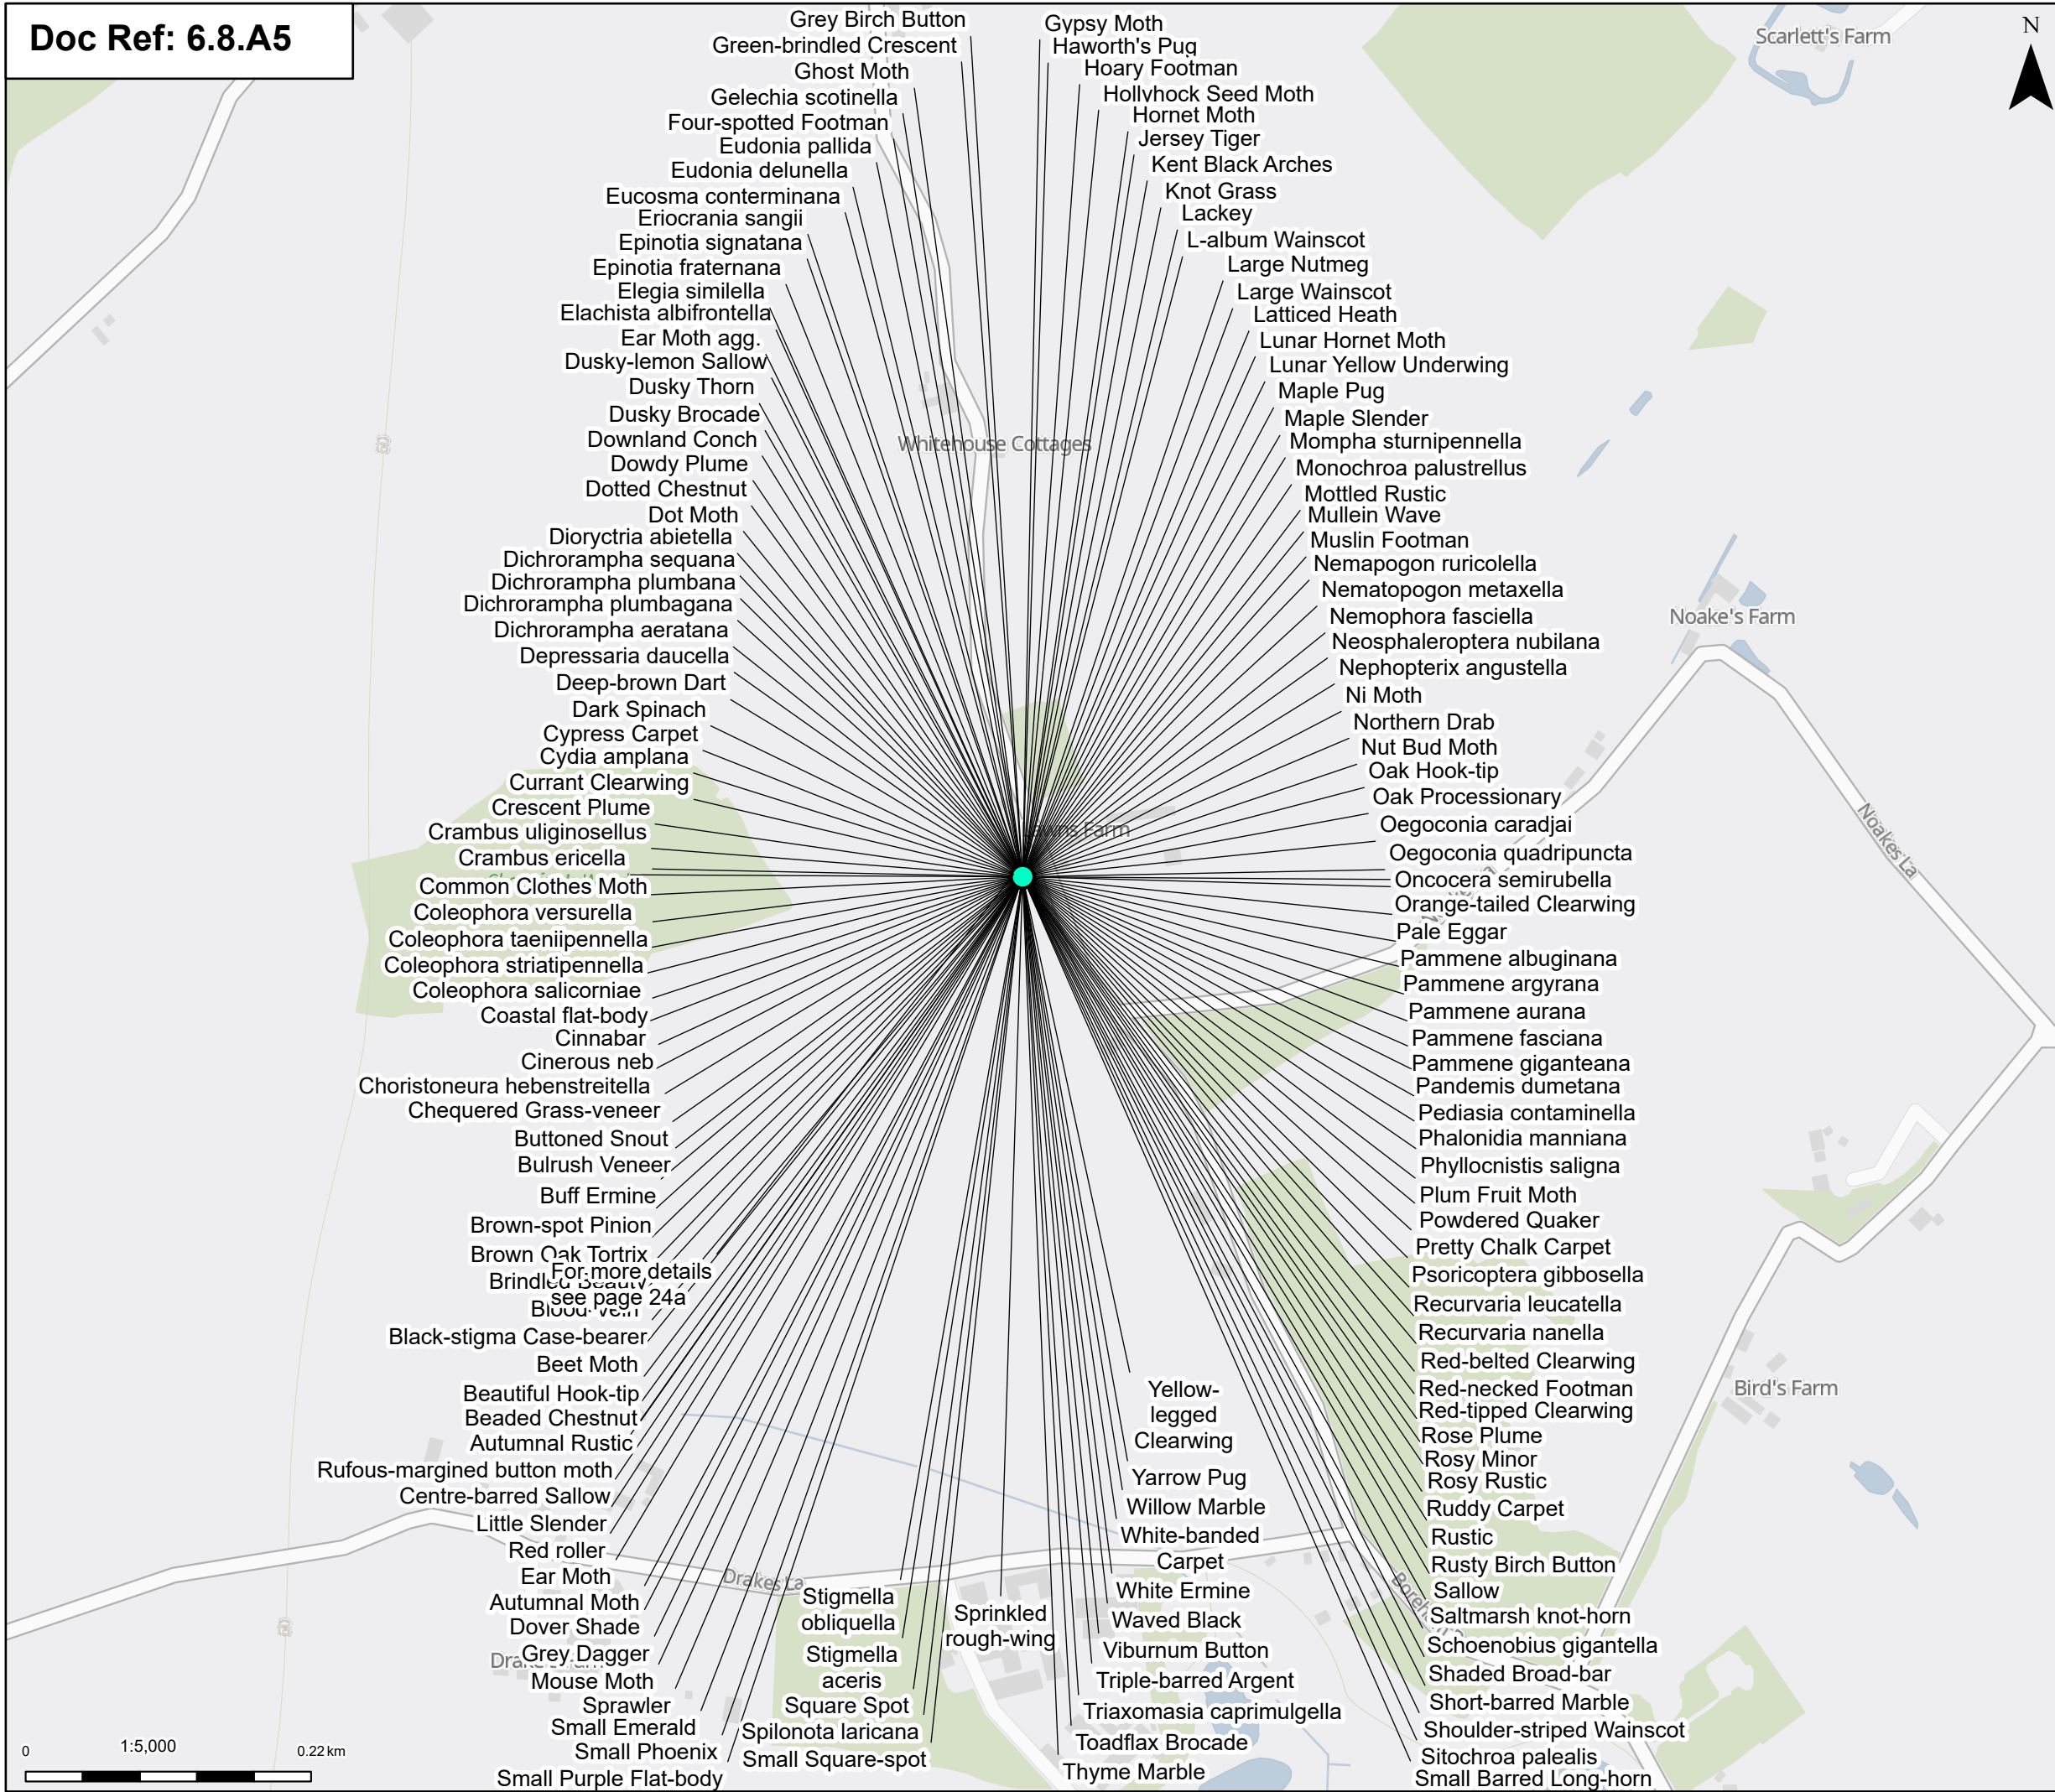 Doc Ref: 6.8.A5
N
Scarlett's Farm
Grey Birch Button
Green-brindled Crescent
Ghost Moth
Gelechia scotinella
Four-spotted Footman
Eudonia pallida
Eudonia delunella
Eucosma conterminana
Eriocrania sangii
Epinotia signatana
Epinotia fraternana
Elegia similella
Elachista albifrontella
Ear Moth agg.
Dusky-lemon Sallow
Dusky Thorn
Dusky Brocade
Downland Conch
Dowdy Plume
Dotted Chestnut
Dot Moth
Dioryctria abietella
Dichrorampha sequana
Dichrorampha plumbana
Dichrorampha plumbagana
Dichrorampha aeratana
Depressaria daucella
Deep-brown Dart
Dark Spinach
Cypress Carpet
Cydia amplana
Currant Clearwing
Crescent Plume
Crambus uliginosellus
Crambus ericella
Common Clothes Moth
Coleophora versurella
Coleophora taeniipennella
Coleophora striatipennella
Coleophora salicorniae
Coastal flat-body
Cinnabar
Cinerous neb
Choristoneura hebenstreitella
Chequered Grass-veneer
Buttoned Snout
Bulrush Veneer
Buff Ermine
Brown-spot Pinion
Brown Oak Tortrix
For more details
Brindled Beauty
see page 24a
Blood-vein
Black-stigma Case-bearer
Beet Moth
Beautiful Hook-tip
Beaded Chestnut
Autumnal Rustic
Rufous-margined button moth
Centre-barred Sallow
Little Slender
Red roller
Ear Moth
Autumnal Moth
Dover Shade
Grey Dagger
Mouse Moth
Sprawler
Small Emerald
Small Phoenix
Small Purple Flat-body
Gypsy Moth
Haworth's Pug
Hoary Footman
Hollyhock Seed Moth
Hornet Moth
Jersey Tiger
Kent Black Arches
Knot Grass
Lackey
L-album Wainscot
Large Nutmeg
Large Wainscot
Latticed Heath
Lunar Hornet Moth
Lunar Yellow Underwing
Maple Pug
Maple Slender
Mompha sturnipennella
Monochroa palustrellus
Mottled Rustic
Mullein Wave
Muslin Footman
Nemapogon ruricolella
Nematopogon metaxella
Nemophora fasciella
Neosphaleroptera nubilana
Nephopterix angustella
Ni Moth
Northern Drab
Nut Bud Moth
Oak Hook-tip
Oak Processionary
Oegoconia caradjai
Oegoconia quadripuncta
Oncocera semirubella
Orange-tailed Clearwing
Pale Eggar
Pammene albuginana
Pammene argyrana
Pammene aurana
Pammene fasciana
Pammene giganteana
Pandemis dumetana
Pediasia contaminella
Phalonidia manniana
Phyllocnistis saligna
Plum Fruit Moth
Powdered Quaker
Pretty Chalk Carpet
Psoricoptera gibbosella
Recurvaria leucatella
Recurvaria nanella
Red-belted Clearwing
Red-necked Footman
Red-tipped Clearwing
Rose Plume
Rosy Minor
Rosy Rustic
Ruddy Carpet
Rustic
Rusty Birch Button
Sallow
Saltmarsh knot-horn
Schoenobius gigantella
Shaded Broad-bar
Short-barred Marble
Shoulder-striped Wainscot
Sitochroa palealis
Small Barred Long-horn
Yellow-
legged
Clearwing
Yarrow Pug
Willow Marble
White-banded
Carpet
White Ermine
Waved Black
Viburnum Button
Triple-barred Argent
Triaxomasia caprimulgella
Toadflax Brocade
Thyme Marble
Sprinkled
rough-wing
Stigmella
obliquella
Stigmella
aceris
Square Spot
Spilonota laricana
Small Square-spot
Whitehouse Cottages
Noake's Farm
Noakes La
Farm
Bird's Farm
Drakes La
0
1:5,000
0.22 km